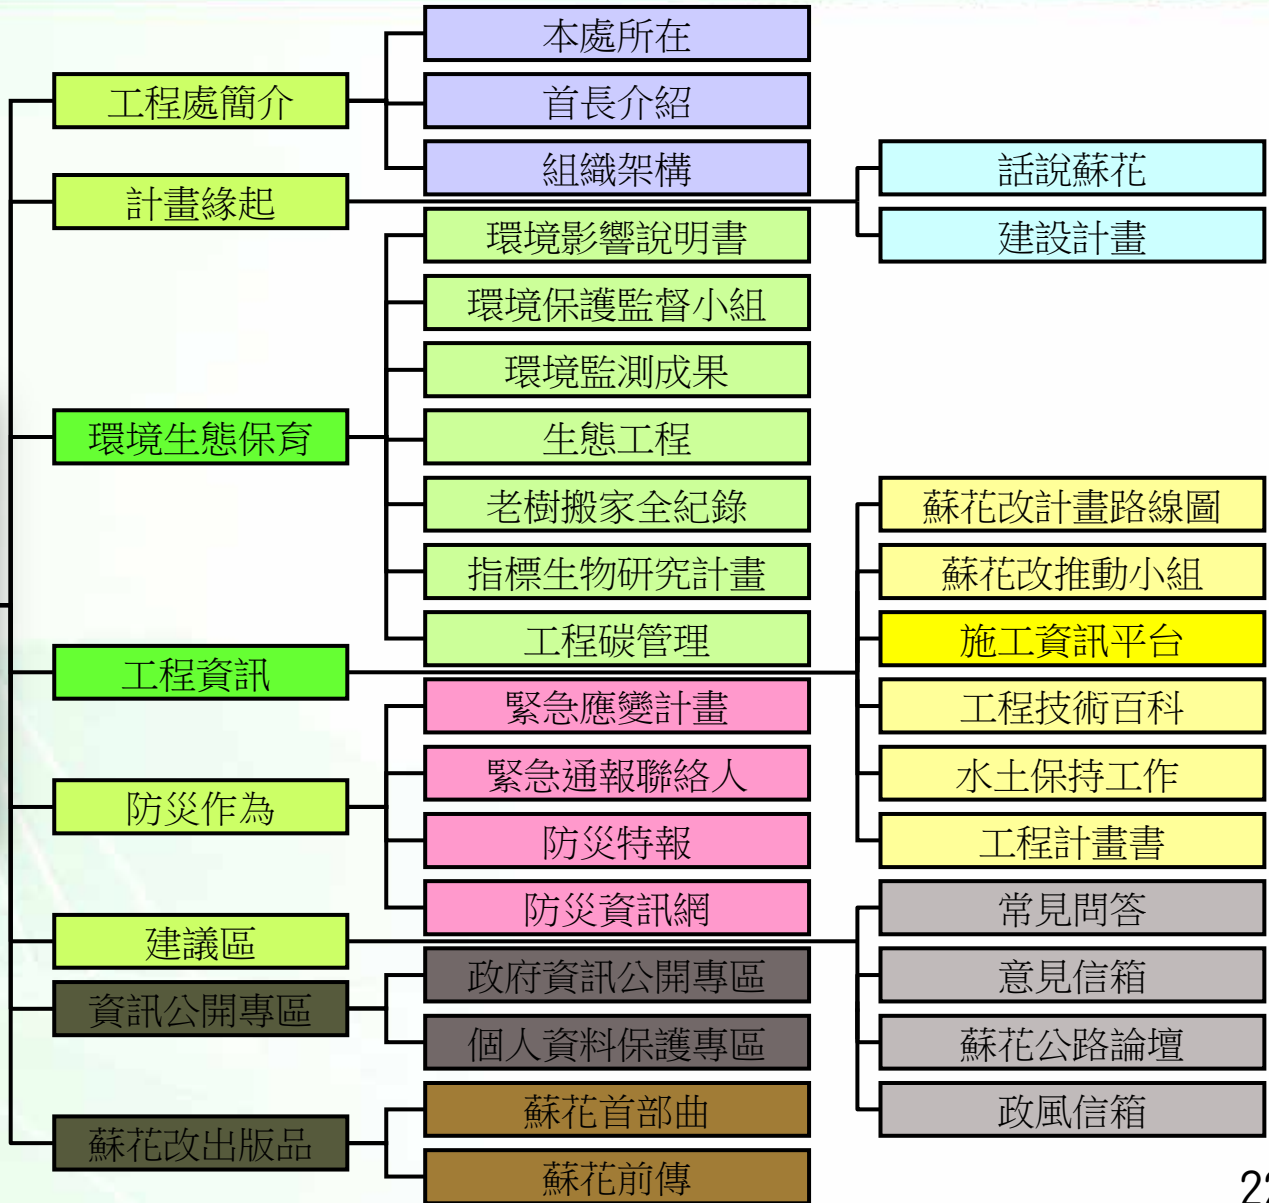 工程處簡介
本處所在
首長介紹
組織架構
計畫緣起
話說蘇花
建設計畫
環境生態保育
環境影響說明書
環境保護監督小組
環境監測成果
生態工程
老樹搬家全紀錄
指標生物研究計畫
工程碳管理
工程資訊
蘇花改計畫路線圖
蘇花改推動小組
施工資訊平台
工程技術百科
水土保持工作
工程計畫書
防災作為
緊急應變計畫
緊急通報聯絡人
防災特報
防災資訊網
建議區
常見問答
意見信箱
蘇花公路論壇
政風信箱
資訊公開專區
政府資訊公開專區
個人資料保護專區
蘇花改出版品
蘇花首部曲
蘇花前傳